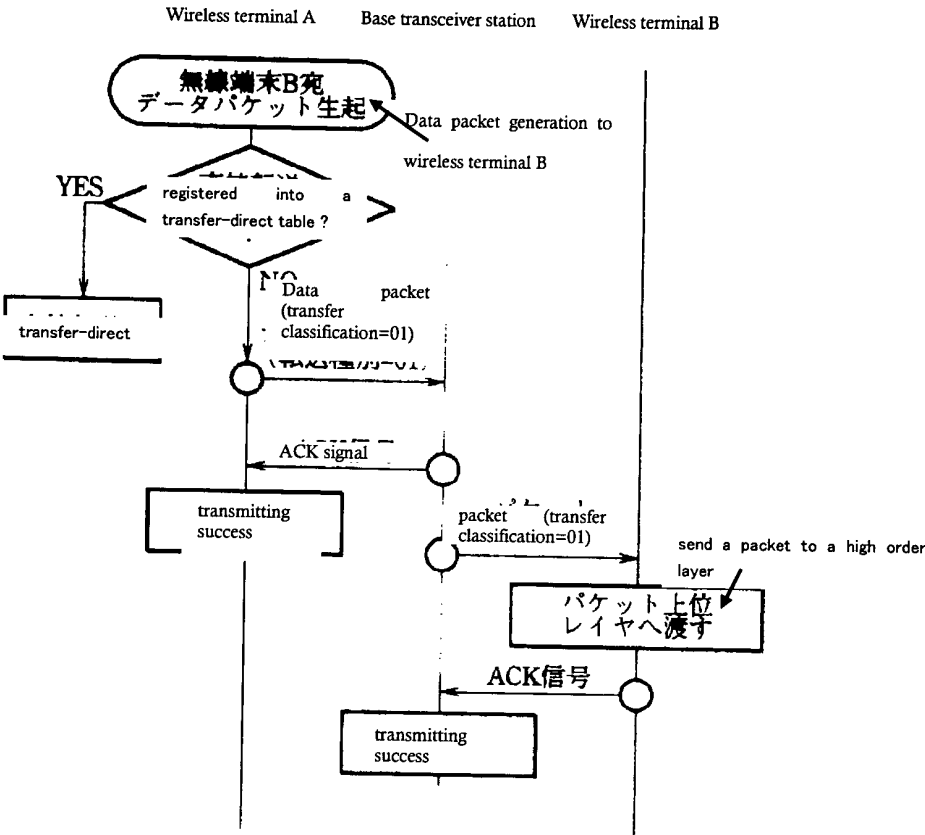 Wireless terminal A
Base transceiver station
Wireless terminal B
無線端末B宛
データパケット生起
Data packet generation to
wireless terminal B
YES
registered into a
transfer-direct table ?
Data packet
(transfer
classification=01)
transfer-direct
ACK signal
transmitting
success
packet (transfer
classification=01)
send a packet to a high order
layer
パケット上位
レイヤへ渡す
ACK信号
transmitting
success